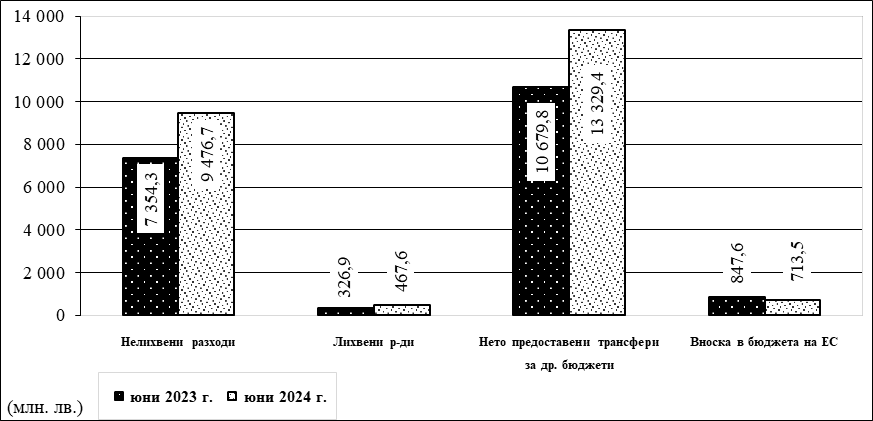 14 000
12 000
10 000
8 000
6 000
4 000
2 000
0
7 354,3
9 476,7
326,9
467,6
10 679,8
13 329,4
847,6
713,5
Нелихвени разходи
Лихвени р-ди
Нето предоставени трансфери
за др. бюджети
Вноска в бюджета на ЕС
юни 2023 г.
юни 2024 г.
(млн. лв.)